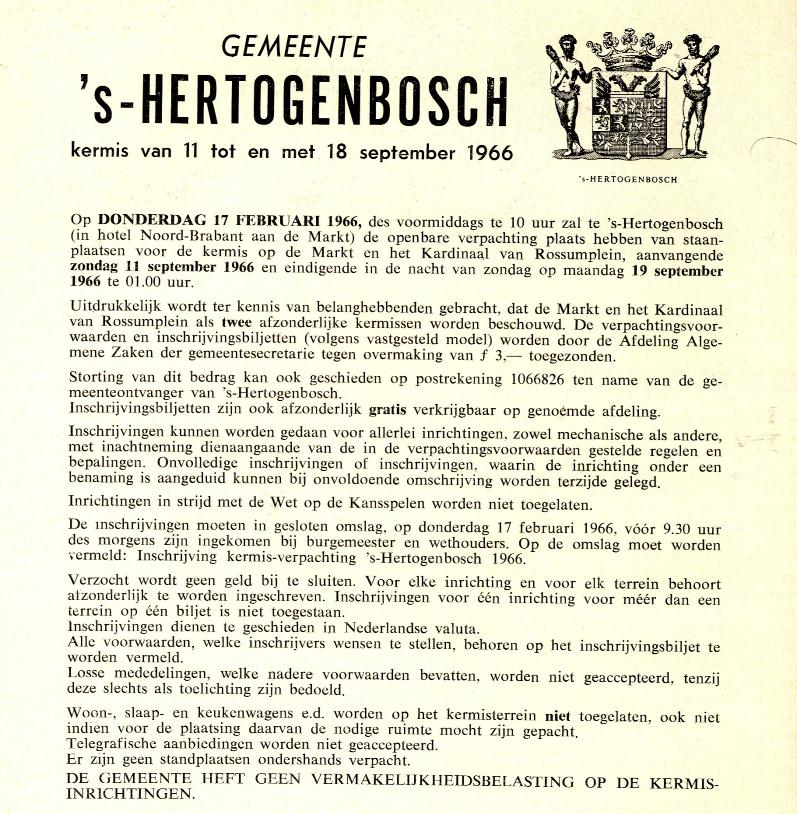 GEMEENTE
's-HERTOGENBOSCH
kermis van 11 tot en met 18 september 1966
's-HERTOGENBOSCH
Op DONDERDAG 17 FEBRUARI 1966, des voormiddags te 10 uur zal te 's-Hertogenbosch
(in hotel Noord-Brabant aan de Markt) de openbare verpachting plaats hebben van staan-
plaatsen voor de kermis op de Markt en het Kardinaal van Rossumplein, aanvangende
zondag 11 september 1966 en eindigende in de nacht van zondag op maandag 19 september
1966 te 01.00 uur.
Uitdrukkelijk wordt ter kennis van belanghebbenden gebracht, dat de Markt en het Kardinaal
van Rossumplein als twee afzonderlijke kermissen worden beschouwd. De verpachtingsvoor-
waarden en inschrijvingsbiljetten (volgens vastgesteld model) worden door de Afdeling Alge-
mene Zaken der gemeentesecretarie tegen overmaking van f 3,— toegezonden.
Storting van dit bedrag kan ook geschieden op postrekening 1066826 ten name van de ge-
meenteontvanger van 's-Hertogenbosch.
Inschrijvingsbiljetten zijn ook afzonderlijk gratis verkrijgbaar op genoemde afdeling.
Inschrijvingen kunnen worden gedaan voor allerlei inrichtingen, zowel mechanische als andere,
met inachtneming dienaangaande van de in de verpachtingsvoorwaarden gestelde regelen en
bepalingen. Onvolledige inschrijvingen of inschrijvingen, waarin de inrichting onder een
benaming is aangeduid kunnen bij onvoldoende omschrijving worden terzijde gelegd.
Inrichtingen in strijd met de Wet op de Kansspelen worden niet toegelaten.
De inschrijvingen moeten in gesloten omslag, op donderdag 17 februari 1966, vóór 9.30 uur
des morgens zijn ingekomen bij burgemeester en wethouders. Op de omslag moet worden
vermeld: Inschrijving kermis-verpachting 's-Hertogenbosch 1966.
Verzocht wordt geen geld bij te sluiten. Voor elke inrichting en voor elk terrein behoort
afzonderlijk te worden ingeschreven. Inschrijvingen voor één inrichting voor méér dan een
terrein op één biljet is niet toegestaan.
Inschrijvingen dienen te geschieden in Nederlandse valuta.
Alle voorwaarden, welke inschrijvers wensen te stellen, behoren op het inschrijvingsbiljet te
worden vermeld.
Losse mededelingen, welke nadere voorwaarden bevatten, worden niet geaccepteerd, tenzij
deze slechts als toelichting zijn bedoeld.
Woon-, slaap- en keukenwagens e.d. worden op het kermisterrein niet toegelaten, ook niet
indien voor de plaatsing daarvan de nodige ruimte mocht zijn gepacht.
Telegrafische aanbiedingen worden niet geaccepteerd.
Er zijn geen standplaatsen ondershands verpacht.
DE GEMEENTE HEFT GEEN VERMAKELIJKHEIDSBELASTING OP DE KERMIS-
INRICHTINGEN.